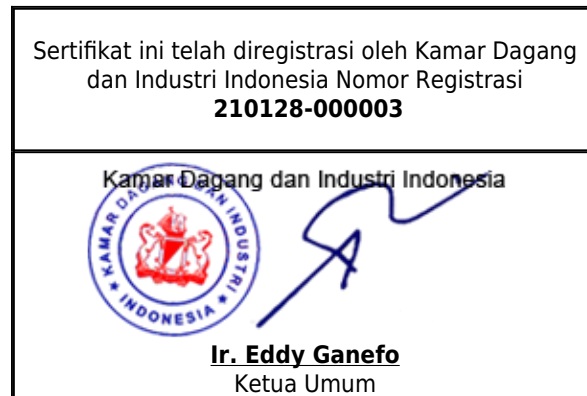 Sertifikat ini telah diregistrasi oleh Kamar Dagang
dan Industri Indonesia Nomor Registrasi
210128-000003
Kamar Dagang dan Industri Indonesia
KAMAR DAGANG DAN INDUSTRI
INDONESIA
Ir. Eddy Ganefo
Ketua Umum